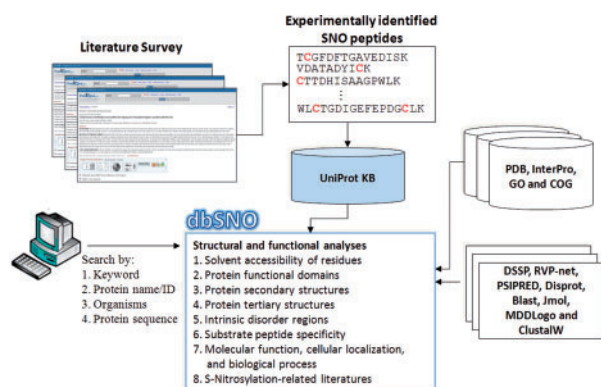 Literature Survey
Experimentally identified
SNO peptides
TCGFDFTGAVEDISK
VDATADYICK
CTTDHISAAGPWLK
⋮
WLCTGDIGEFEPDGCLK
UniProt KB
PDB, InterPro,
GO and COG
dbSNO
Structural and functional analyses
1. Solvent accessibility of residues
2. Protein functional domains
3. Protein secondary structures
4. Protein tertiary structures
5. Intrinsic disorder regions
6. Substrate peptide specificity
7. Molecular function, cellular localization,
and biological process
8. S-Nitrosylation-related literatures
Search by:
1. Keyword
2. Protein name/ID
3. Organisms
4. Protein sequence
DSSP, RVP-net,
PSIPRED, Disprot,
Blast, Jmol,
MDDLogo and
ClustalW